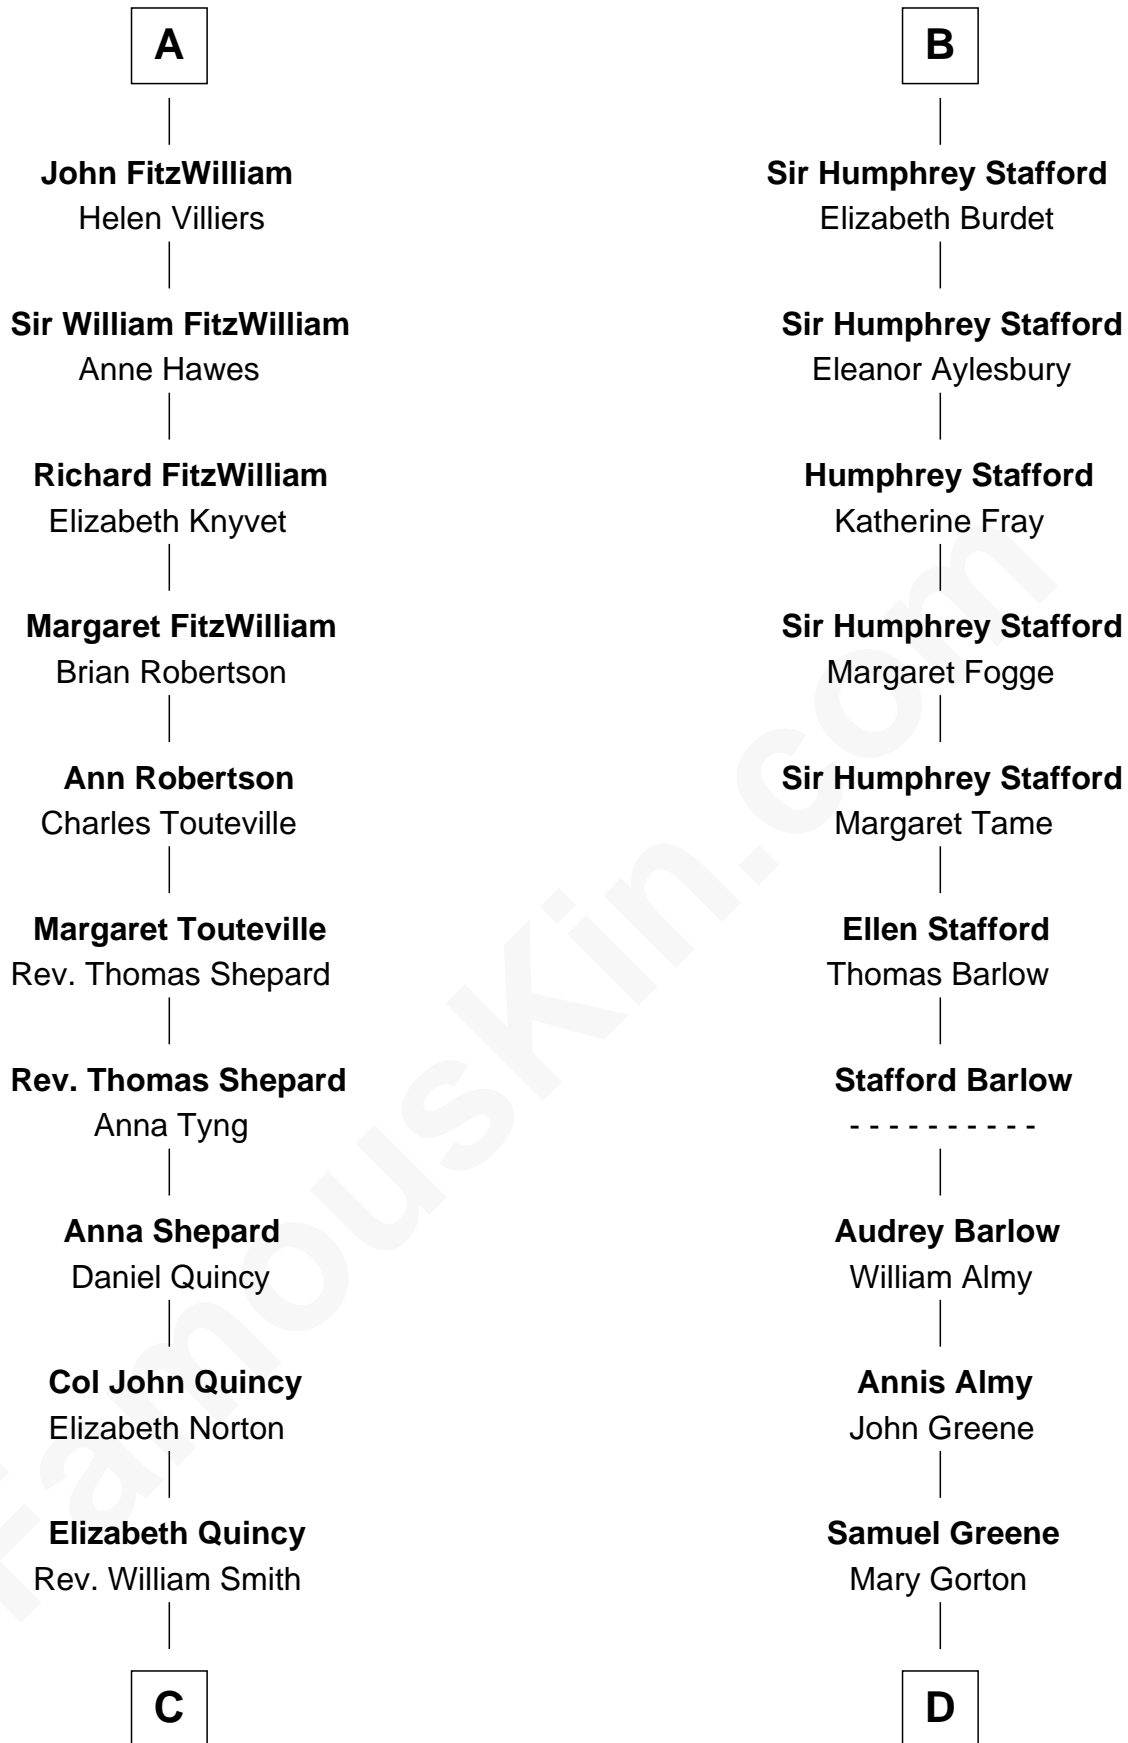 A
John FitzWilliam
Helen Villiers
Sir William FitzWilliam
Anne Hawes
Richard FitzWilliam
Elizabeth Knyvet
Margaret FitzWilliam
Brian Robertson
Ann Robertson
Charles Touteville
Margaret Touteville
Rev. Thomas Shepard
Rev. Thomas Shepard
Anna Tyng
Anna Shepard
Daniel Quincy
Col John Quincy
Elizabeth Norton
Elizabeth Quincy
Rev. William Smith
C
B
Sir Humphrey Stafford
Elizabeth Burdet
Sir Humphrey Stafford
Eleanor Aylesbury
Humphrey Stafford
Katherine Fray
Sir Humphrey Stafford
Margaret Fogge
Sir Humphrey Stafford
Margaret Tame
Ellen Stafford
Thomas Barlow
Stafford Barlow
- - - - - - - - - -
Audrey Barlow
William Almy
Annis Almy
John Greene
Samuel Greene
Mary Gorton
D
FamousKin.com